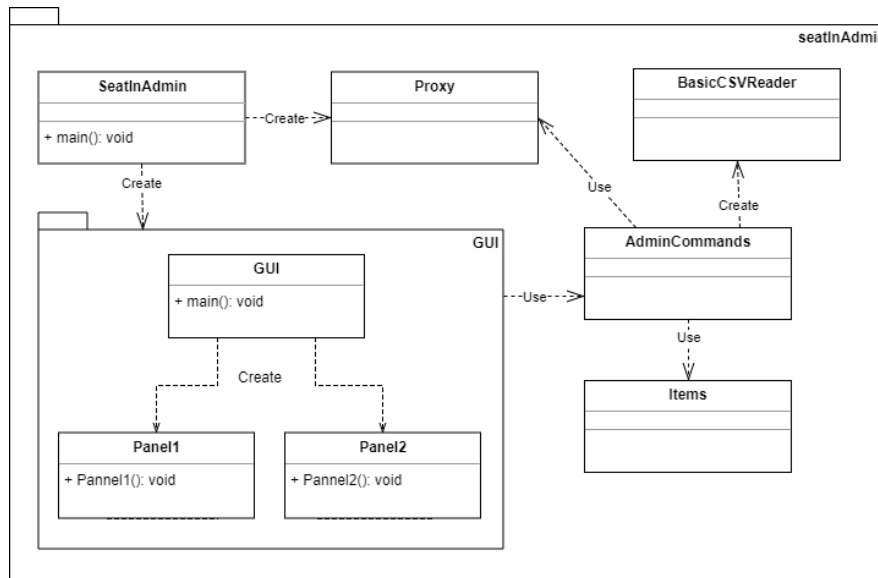 seatInAdmin
SeatInAdmin
+ main(): void
Create
Proxy
BasicCSVReader
Create
Use
Create
GUI
GUI
+ main(): void
Use
AdminCommands
Use
Create
Items
Panel1
+ Pannel1(): void
Panel2
+ Pannel2(): void